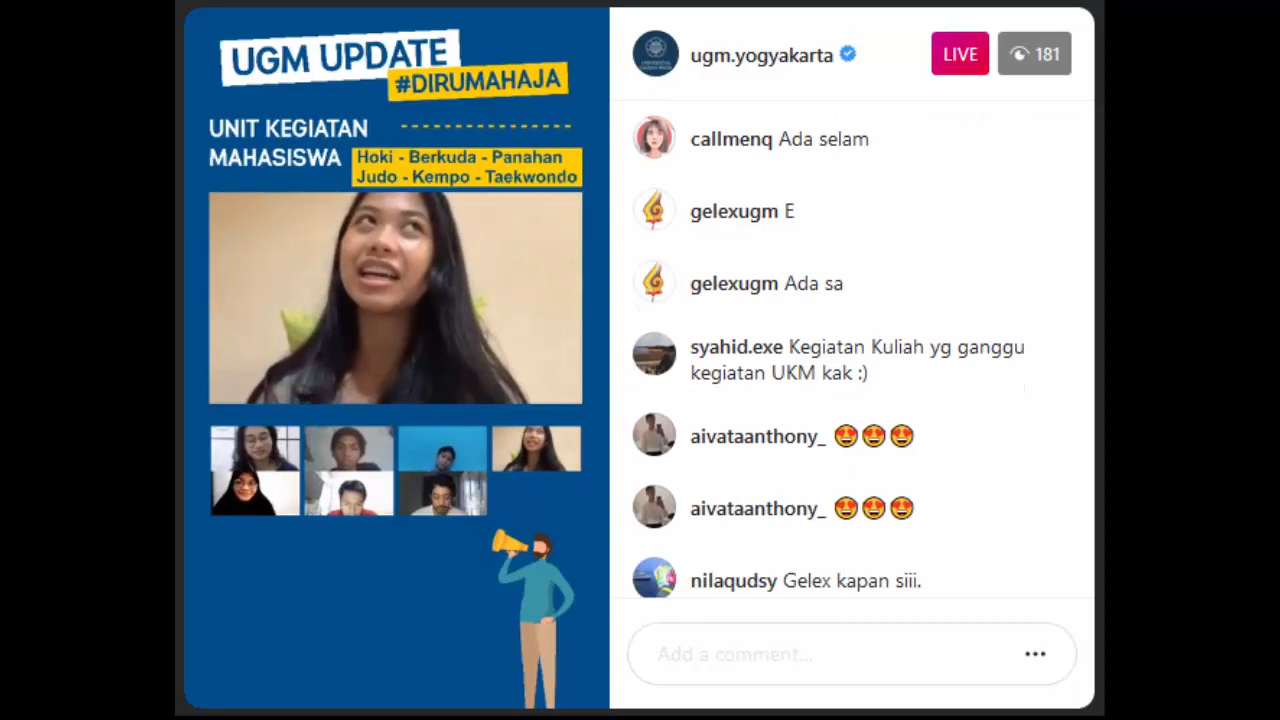 UGM UPDATE
#DIRUMAHAJA
UNIT KEGIATAN
MAHASISWA
Hoki - Berkuda - Panahan
Judo - Kempo - Taekwondo
ugm.yogyakarta
LIVE
181
callmenq Ada selam
gelexugm E
gelexugm Ada sa
syahid.exe Kegiatan Kuliah yg ganggu
kegiatan UKM kak :)
aivataanthony_ 😍😍😍
aivataanthony_ 😍😍😍
nilaqudsy Gelex kapan siii.
Add a comment...